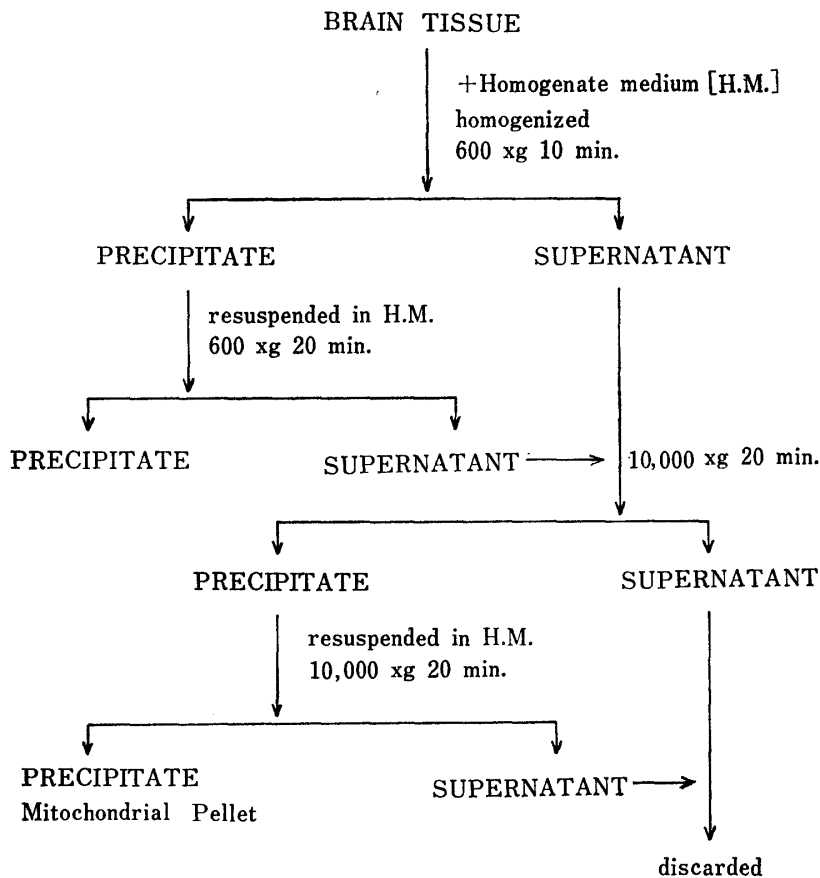 BRAIN TISSUE
+Homogenate medium [H.M.]
homogenized
600 xg 10 min.
PRECIPITATE
SUPERNATANT
resuspended in H.M.
600 xg 20 min.
PRECIPITATE
SUPERNATANT
10,000 xg 20 min.
PRECIPITATE
SUPERNATANT
resuspended in H.M.
10,000 xg 20 min.
PRECIPITATE
Mitochondrial Pellet
SUPERNATANT
discarded